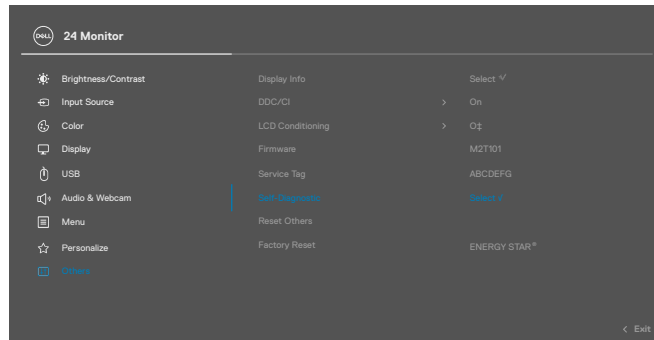 DELL 24 Monitor
Brightness/Contrast Display Info Select √
Input Source DDC/CI > On
Color LCD Conditioning > O‡
Display Firmware M2T101
USB Service Tag ABCDEFG
Audio & Webcam Self-Diagnostic Select √
Menu Reset Others
Personalize Factory Reset ENERGY STAR®
Others
< Exit